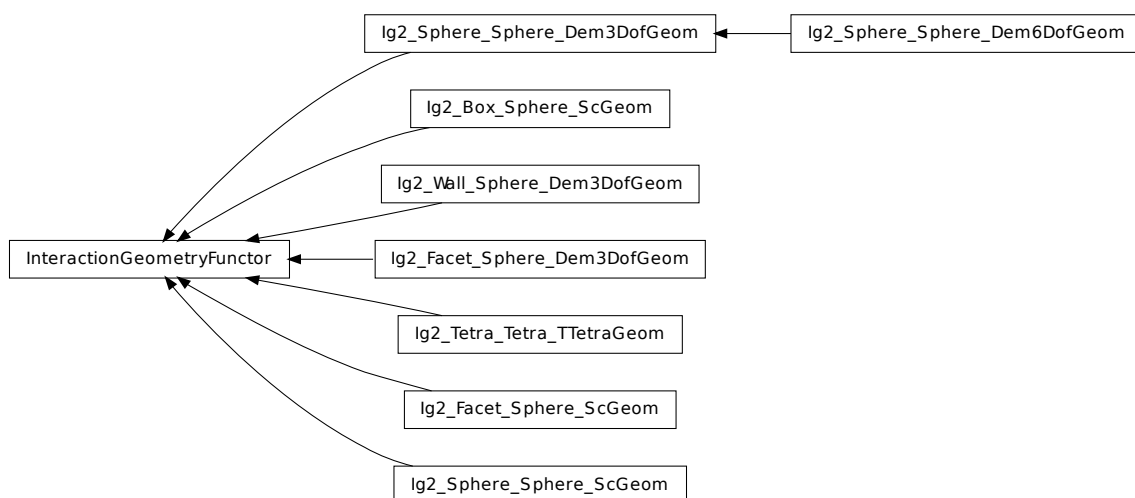 Ig2_Sphere_Sphere_Dem3DofGeom
Ig2_Sphere_Sphere_Dem6DofGeom
Ig2_Box_Sphere_ScGeom
Ig2_Wall_Sphere_Dem3DofGeom
InteractionGeometryFunctor
Ig2_Facet_Sphere_Dem3DofGeom
Ig2_Tetra_Tetra_TTetraGeom
Ig2_Facet_Sphere_ScGeom
Ig2_Sphere_Sphere_ScGeom